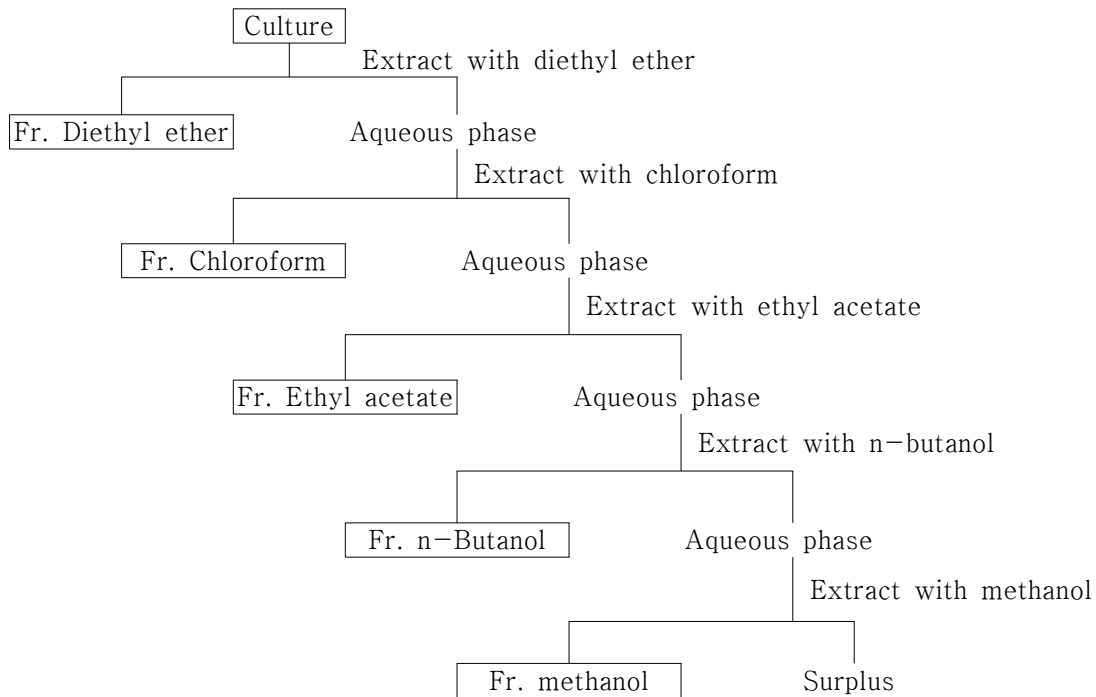 Culture
Extract with diethyl ether
Fr. Diethyl ether
Aqueous phase
Extract with chloroform
Fr. Chloroform
Aqueous phase
Extract with ethyl acetate
Fr. Ethyl acetate
Aqueous phase
Extract with n-butanol
Fr. n-Butanol
Aqueous phase
Extract with methanol
Fr. methanol
Surplus